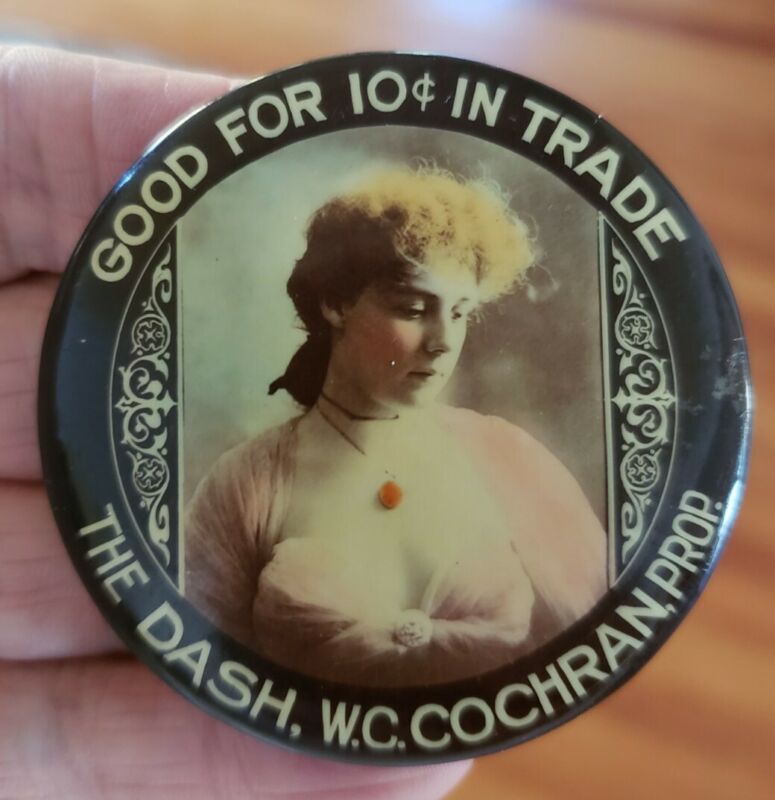 GOOD FOR 10¢ IN TRADE
THE DASH, W.C. COCHRAN, PROP.